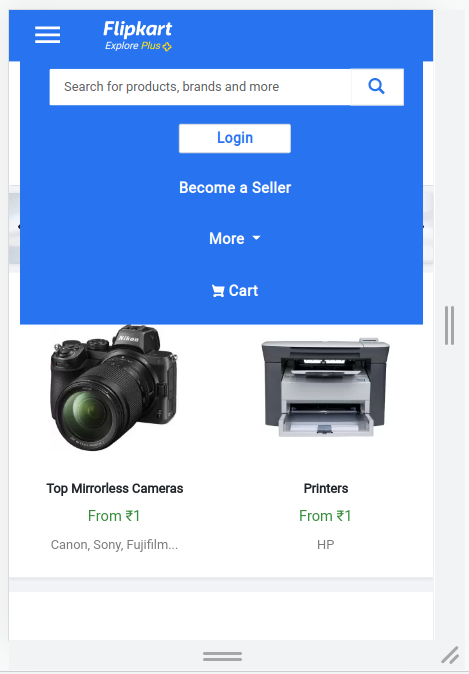 Flipkart
Explore Plus
Search for products, brands and more
Login
Become a Seller
More
Cart
Nikon
Top Mirrorless Cameras
Printers
From ₹1
From ₹1
Canon, Sony, Fujifilm...
HP